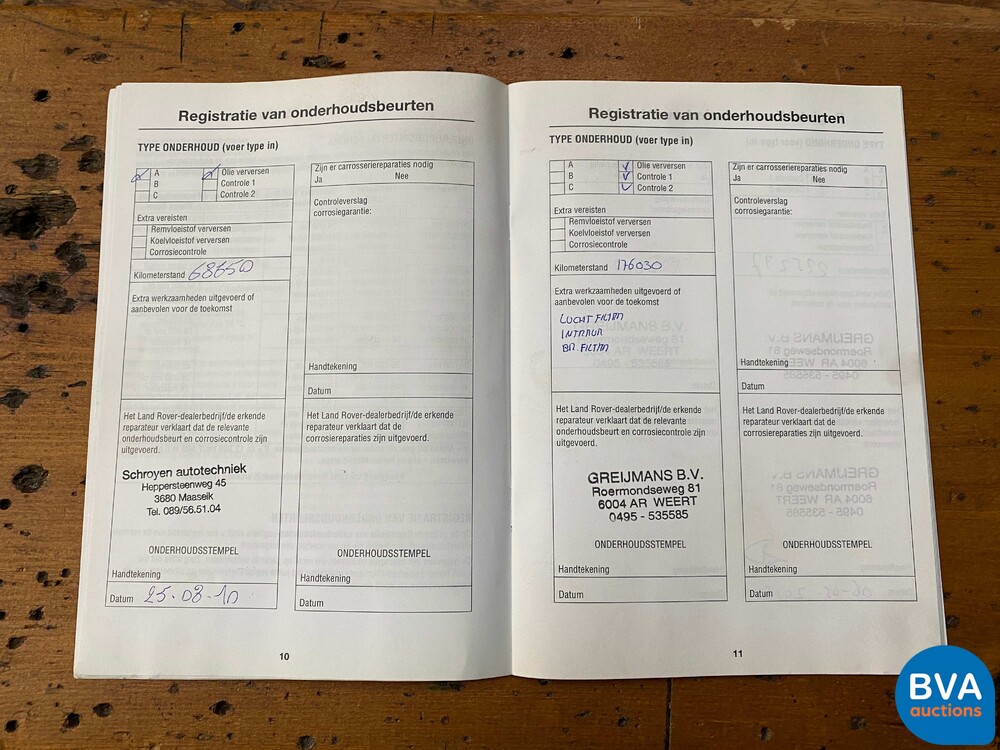 Registratie van onderhoudsbeurten
TYPE ONDERHOUD (voer type in)
A
Olie verversen
B
Controle 1
C
Controle 2
Extra vereisten
Remvloeistof verversen
Koelvloeistof verversen
Corrosiecontrole
Kilometerstand 68650
Extra werkzaamheden uitgevoerd of
aanbevolen voor de toekomst
Het Land Rover-dealerbedrijf/de erkende
reparateur verklaart dat de relevante
onderhoudsbeurt en corrosiecontrole zijn
uitgevoerd.
Schroyen autotechniek
Heppersteenweg 45
3680 Maaseik
Tel. 089/56.51.04
ONDERHOUDSSTEMPEL
Handtekening
Datum 25-08-10
Zijn er carrosseriereparaties nodig
Ja Nee
Controleverslag
corrosiegarantie:
Handtekening
Datum
Het Land Rover-dealerbedrijf/de erkende
reparateur verklaart dat de
corrosiereparaties zijn uitgevoerd.
ONDERHOUDSSTEMPEL
Handtekening
Datum
10
Registratie van onderhoudsbeurten
TYPE ONDERHOUD (voer type in)
A
Olie verversen
B
Controle 1
C
Controle 2
Extra vereisten
Remvloeistof verversen
Koelvloeistof verversen
Corrosiecontrole
Kilometerstand 176030
Extra werkzaamheden uitgevoerd of
aanbevolen voor de toekomst
LUCHT FILTER
BR. FILTER
Het Land Rover-dealerbedrijf/de erkende
reparateur verklaart dat de relevante
onderhoudsbeurt en corrosiecontrole zijn
uitgevoerd.
GREIJMANS B.V.
Roermondseweg 81
6004 AR WEERT
0495 - 535585
ONDERHOUDSSTEMPEL
Handtekening
Datum
Zijn er carrosseriereparaties nodig
Ja Nee
Controleverslag
corrosiegarantie:
Handtekening
Datum
Het Land Rover-dealerbedrijf/de erkende
reparateur verklaart dat de
corrosiereparaties zijn uitgevoerd.
ONDERHOUDSSTEMPEL
Handtekening
Datum
11
BVA
auctions